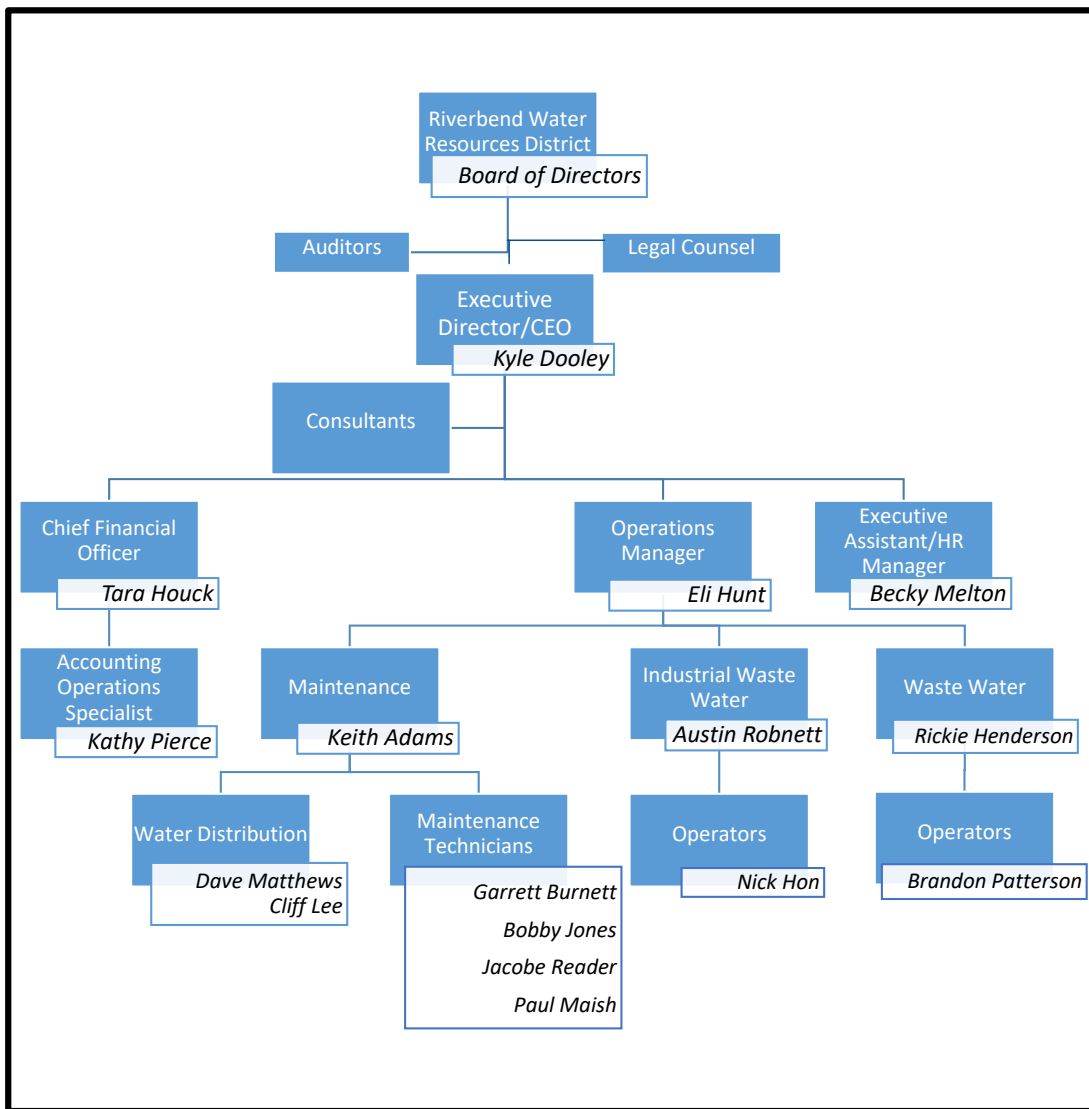 Riverbend Water
Resources District
Board of Directors
Auditors
Legal Counsel
Executive
Director/CEO
Kyle Dooley
Consultants
Chief Financial
Officer
Tara Houck
Operations
Manager
Eli Hunt
Executive
Assistant/HR
Manager
Becky Melton
Accounting
Operations
Specialist
Kathy Pierce
Maintenance
Keith Adams
Industrial Waste
Water
Austin Robnett
Waste Water
Rickie Henderson
Water Distribution
Dave Matthews
Cliff Lee
Maintenance
Technicians
Garrett Burnett
Bobby Jones
Jacobe Reader
Paul Maish
Operators
Nick Hon
Operators
Brandon Patterson